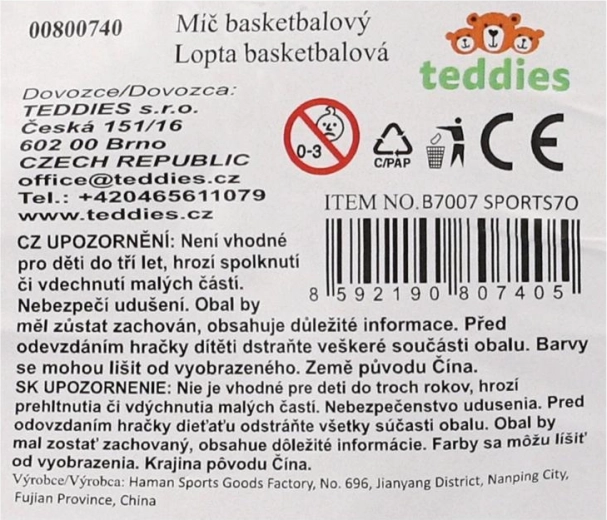 00800740
Míč basketbalový
Lopta basketbalová
teddies
Dovozce/Dovozca:
TEDDIES s.r.o.
Česká 151/16
602 00 Brno
CZECH REPUBLIC
office@teddies.cz
Tel.: +420465611079
www.teddies.cz
0-3
C/PAP
CE
ITEM NO.B7007 SPORTS7O
8 592190 807405
CZ UPOZORNĚNÍ: Není vhodné
pro děti do tří let, hrozí spolknutí
či vdechnutí malých částí.
Nebezpečí udušení. Obal by
měl zůstat zachován, obsahuje důležité informace. Před
odevzdáním hračky dítěti dstraňte veškeré součásti obalu. Barvy
se mohou lišit od vyobrazeného. Země původu Čína.
SK UPOZORNENIE: Nie je vhodné pre deti do troch rokov, hrozí
prehltnutia či vdýchnutia malých častí. Nebezpečenstvo udusenia. Pred
odovzdaním hračky dieťaťu odstráňte všetky súčasti obalu. Obal by
mal zostať zachovaný, obsahue dôležité informácie. Farby sa môžu líšiť
od vyobrazenia. Krajina pôvodu Čína.
Výrobce/Výrobca: Haman Sports Goods Factory, No. 696, Jianyang District, Nanping City,
Fujian Province, China